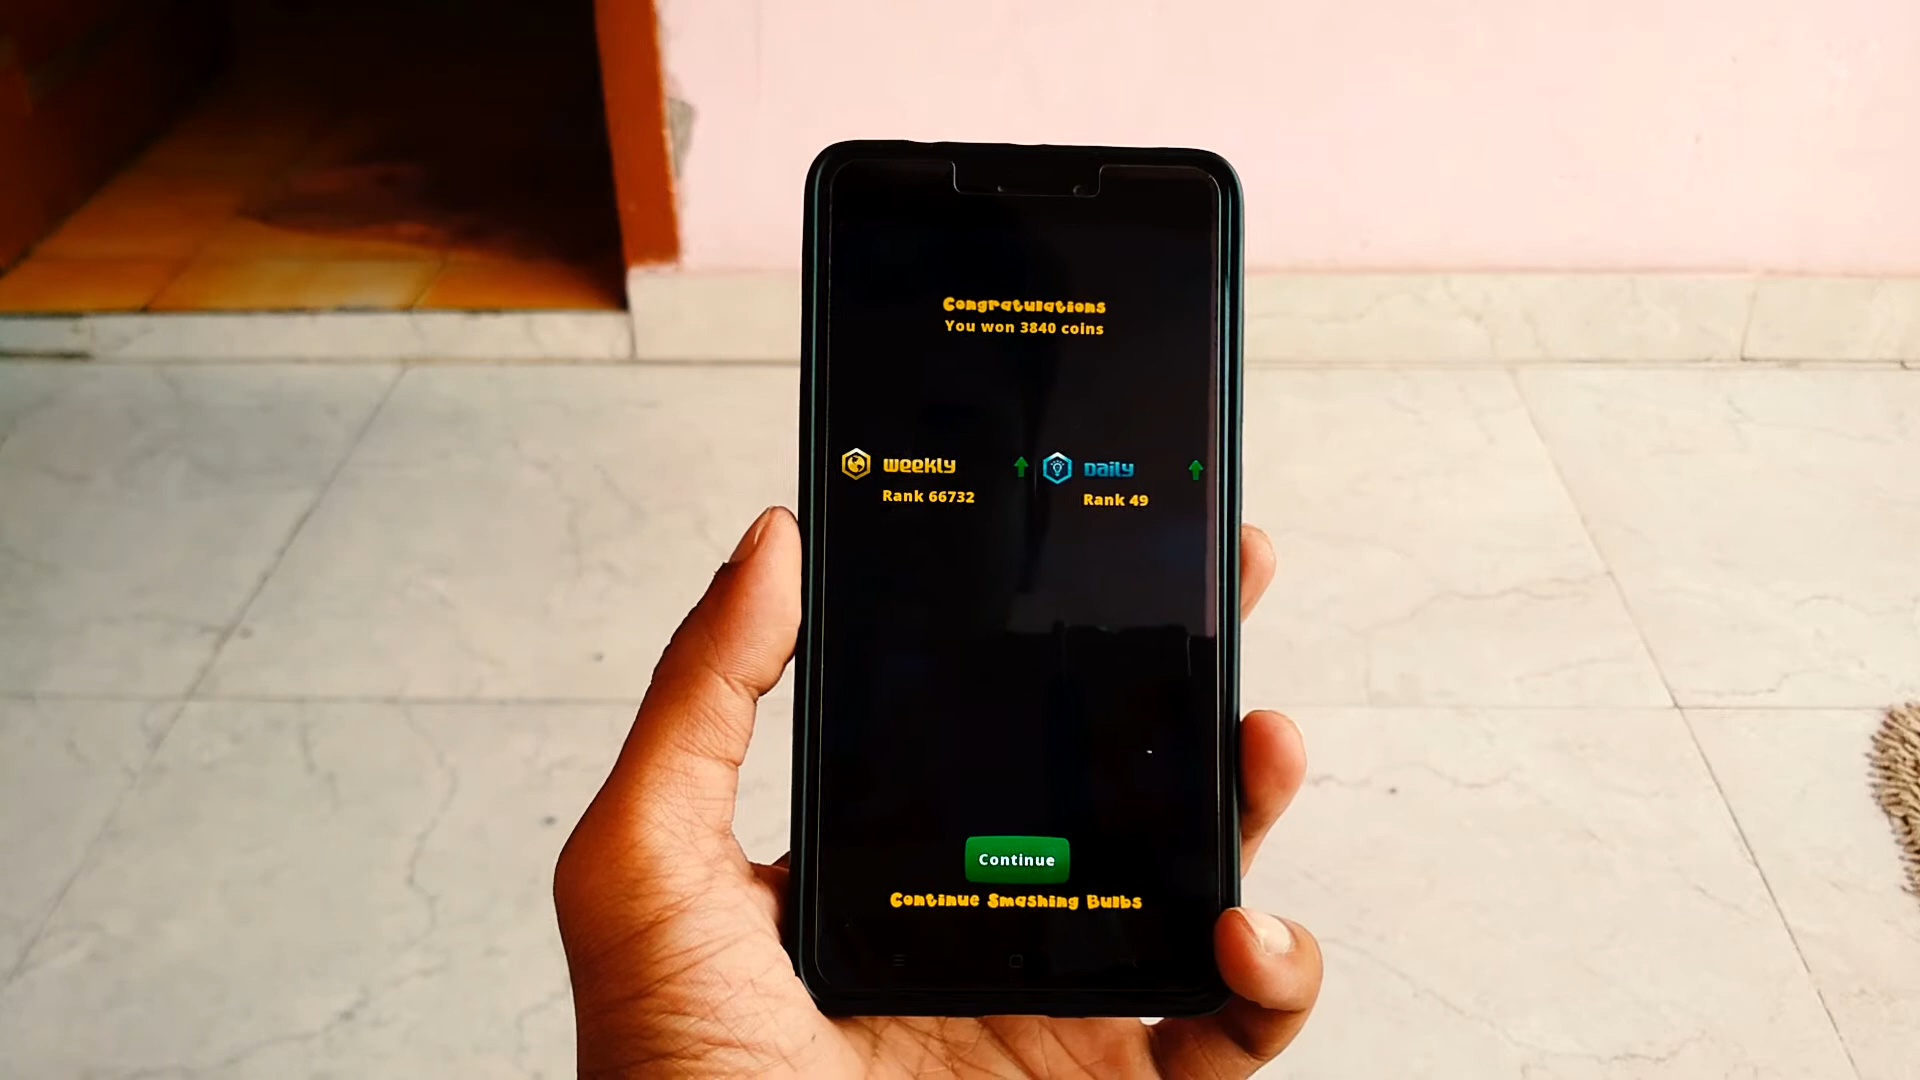 Congratulations
You won 3840 coins
weekly
Rank 66732
Daily
Rank 49
Continue
Continue Smashing Bulbs